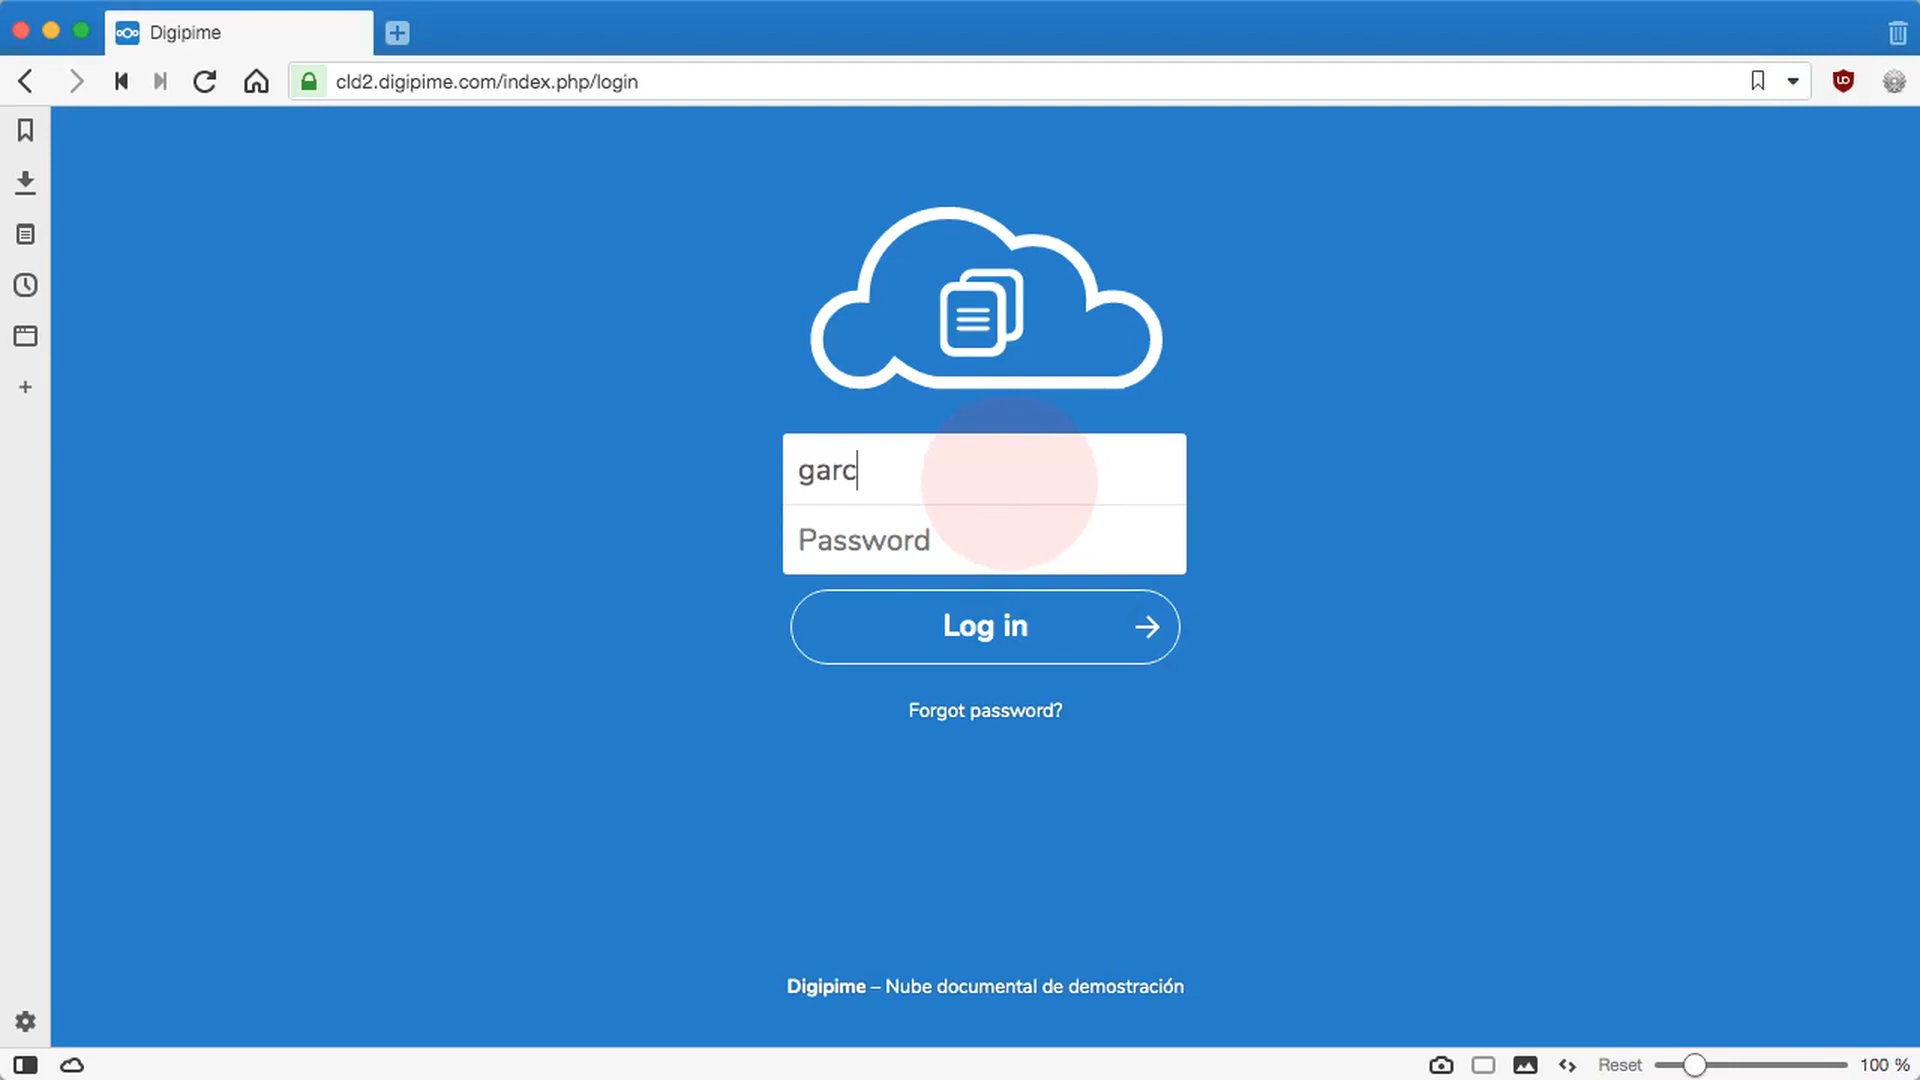 Digipime
cld2.digipime.com/index.php/login
garc
Password
Log in
Forgot password?
Digipime – Nube documental de demostración
Reset
100 %